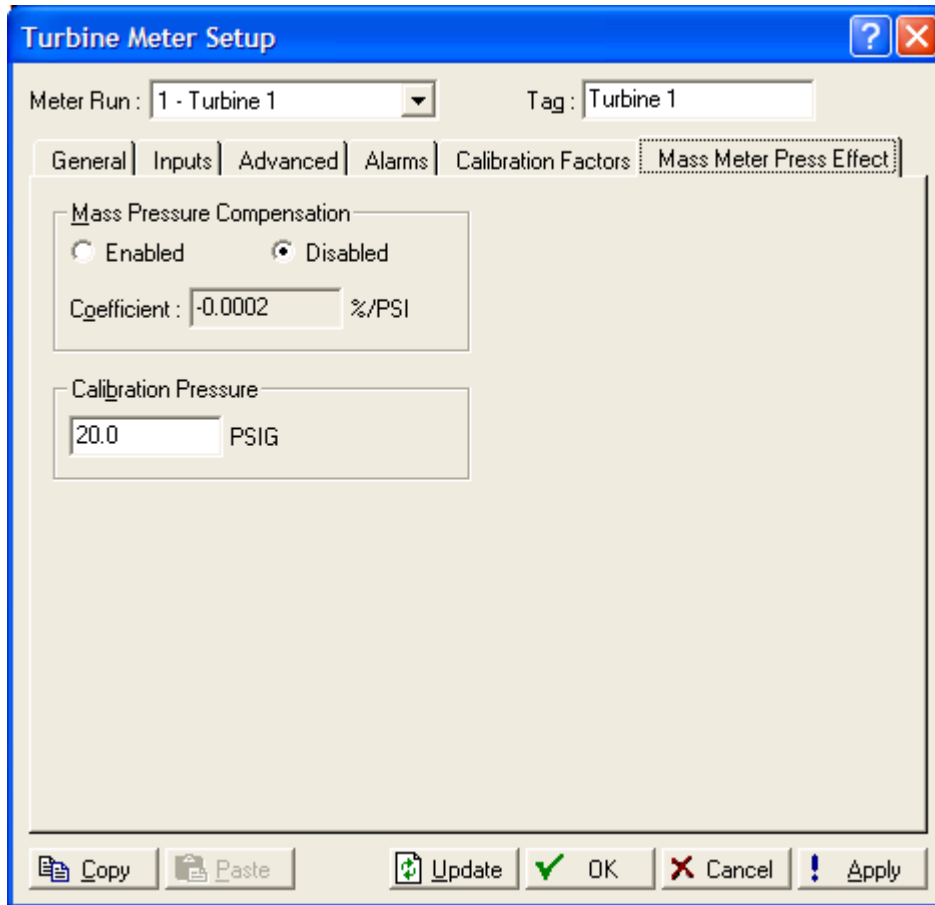 Turbine Meter Setup
?
Meter Run : 1 - Turbine 1 Tag : Turbine 1
General Inputs Advanced Alarms Calibration Factors Mass Meter Press Effect
Mass Pressure Compensation
Enabled Disabled
Coefficient : -0.0002 %/PSI
Calibration Pressure
20.0 PSIG
Copy Paste Update OK Cancel ! Apply